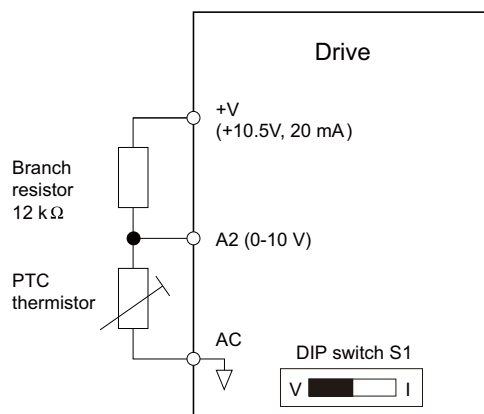 Drive
+V
(+10.5V, 20 mA)
Branch
resistor
12 kΩ
A2 (0-10 V)
PTC
thermistor
AC
DIP switch S1
V I